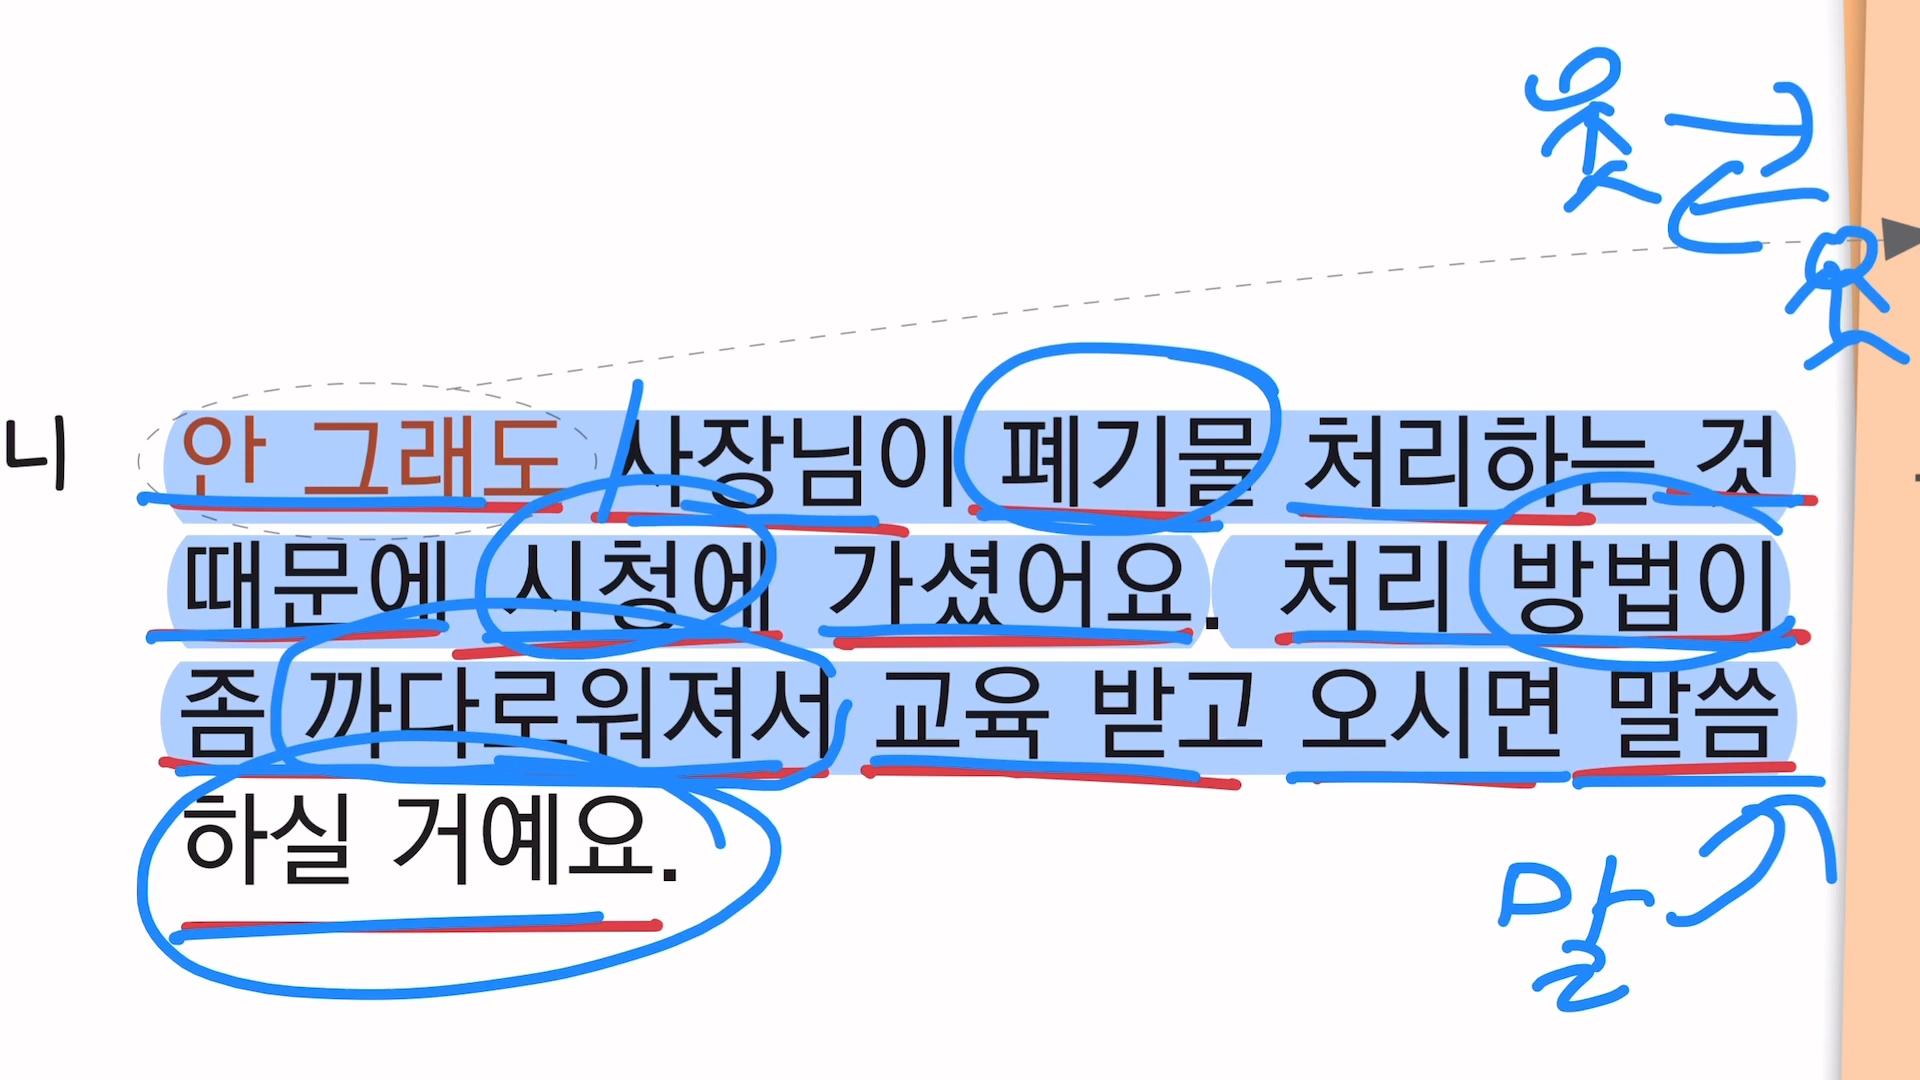 니
안 그래도 사장님이 폐기물 처리하는 것
때문에 시청에 가셨어요. 처리 방법이
좀 까다로워져서 교육 받고 오시면 말씀
하실 거예요.
말